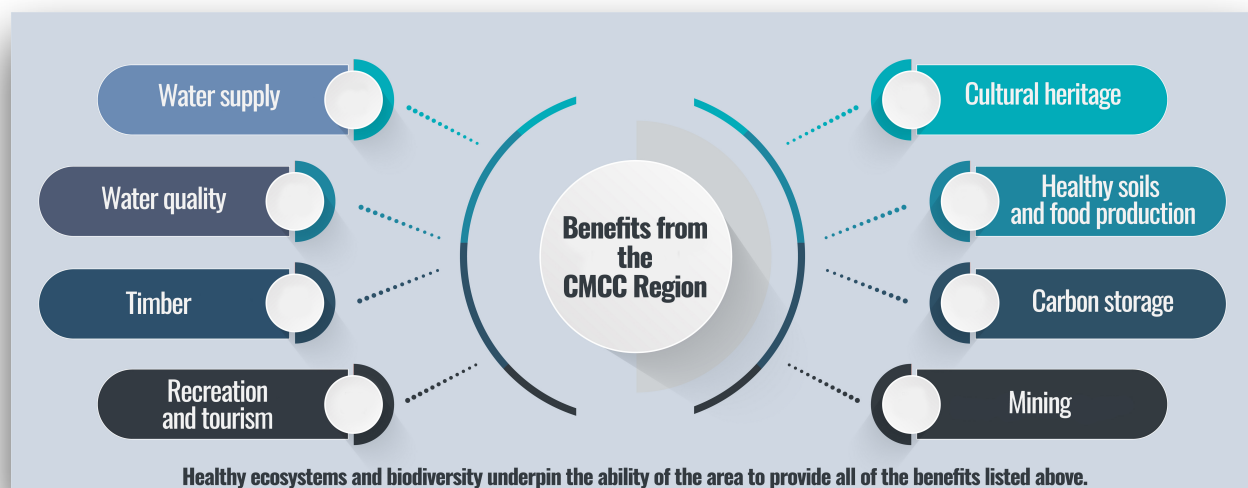 Water supply
Water quality
Timber
Recreation
and tourism
Benefits from
the
CMCC Region
Cultural heritage
Healthy soils
and food production
Carbon storage
Mining
Healthy ecosystems and biodiversity underpin the ability of the area to provide all of the benefits listed above.